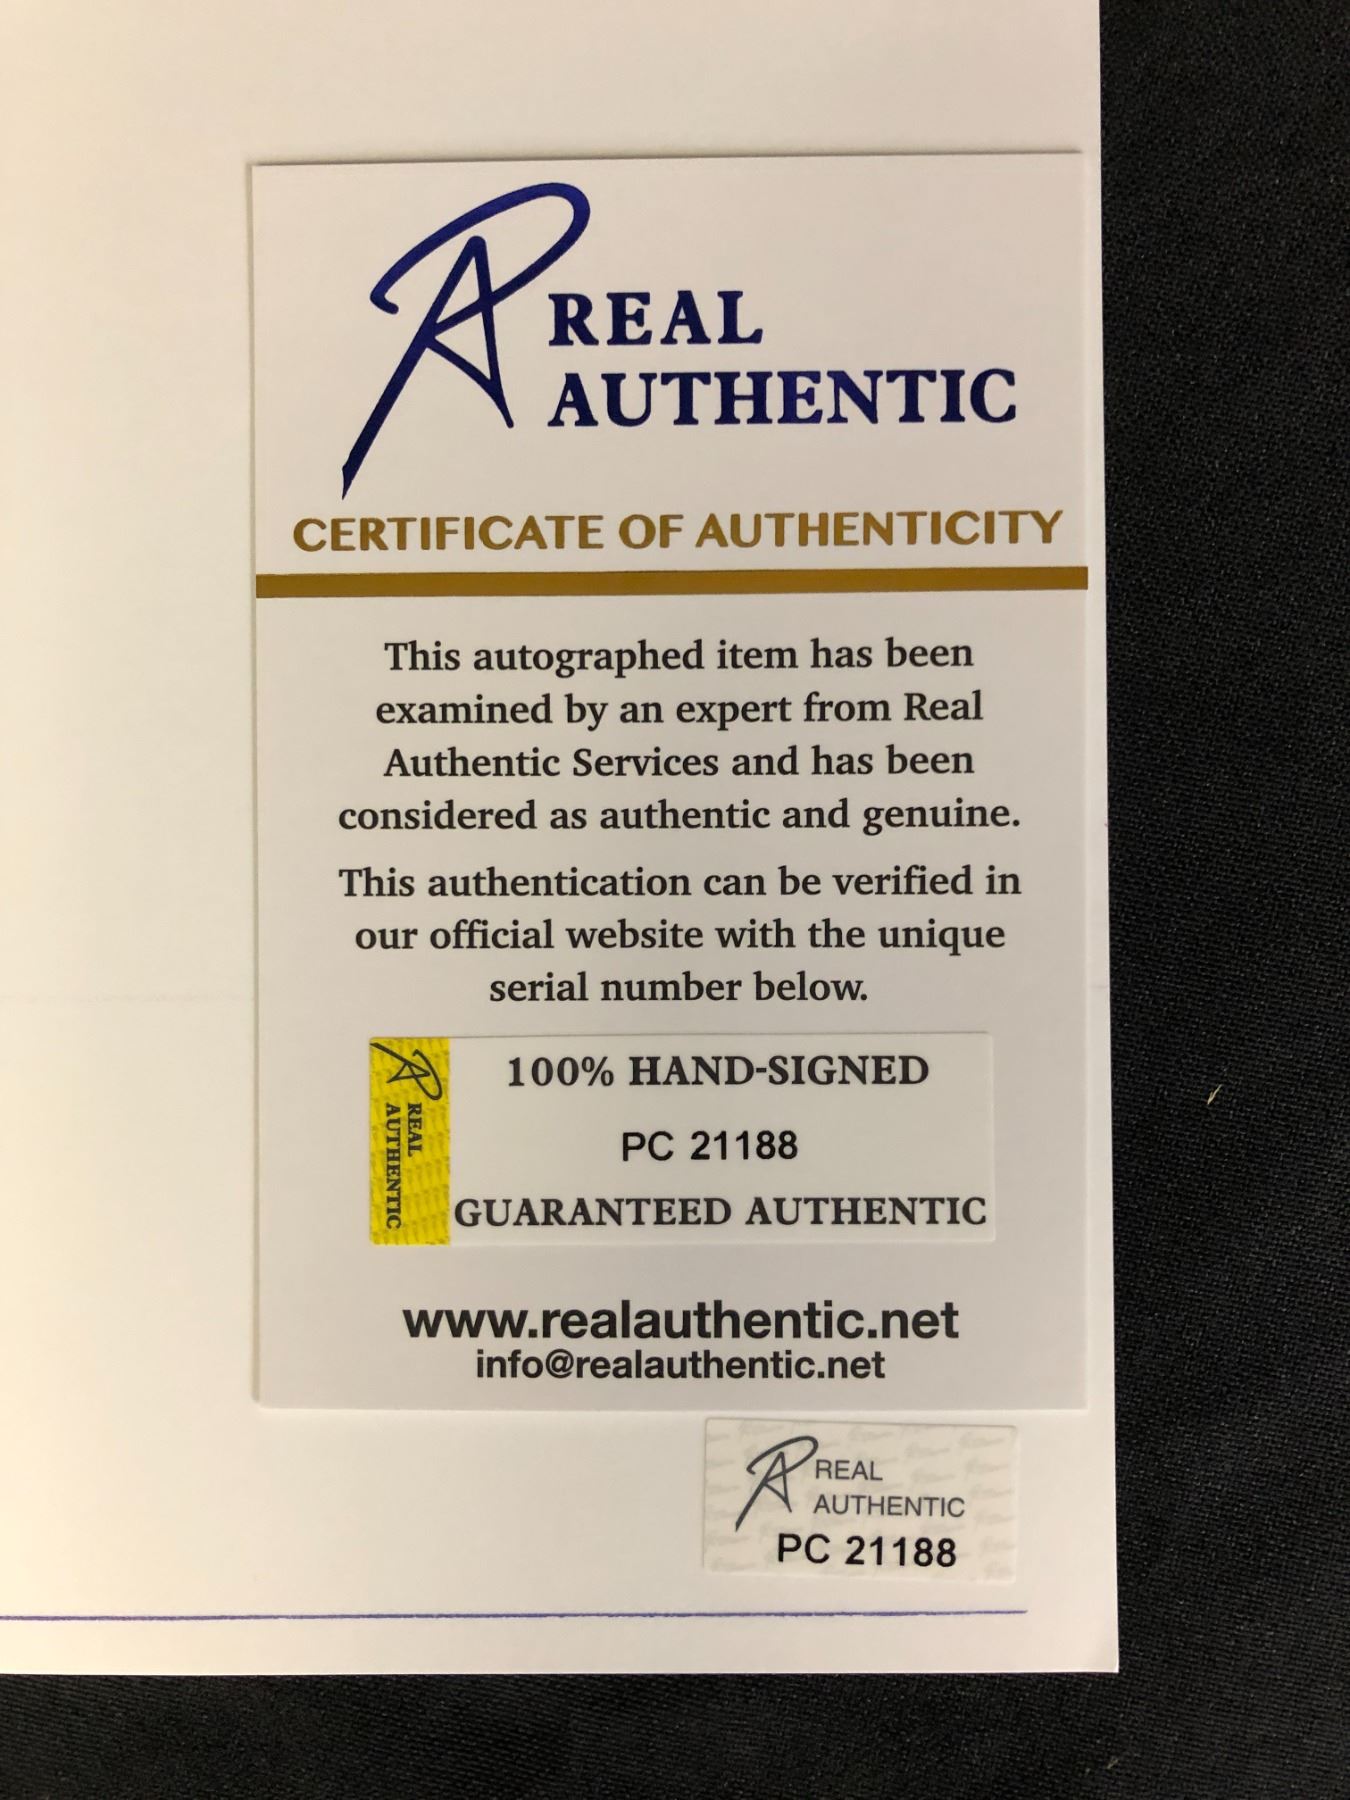 REAL
AUTHENTIC
CERTIFICATE OF AUTHENTICITY
This autographed item has been
examined by an expert from Real
Authentic Services and has been
considered as authentic and genuine.
This authentication can be verified in
our official website with the unique
serial number below.
REAL
AUTHENTIC
100% HAND-SIGNED
PC 21188
GUARANTEED AUTHENTIC
www.realauthentic.net
info@realauthentic.net
REAL
AUTHENTIC
PC 21188